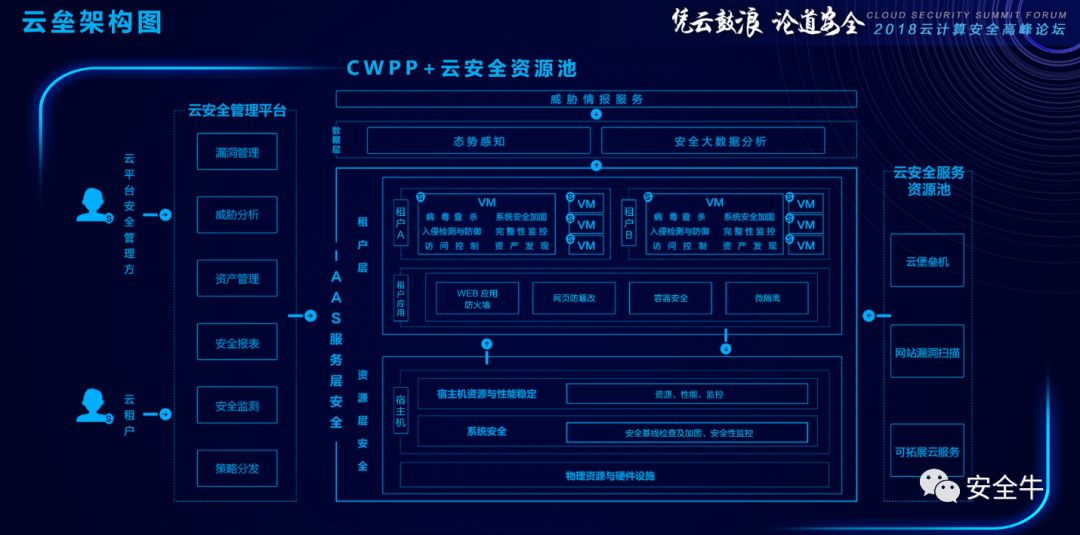 云垒架构图
凭云鼓浪 论道安全
CLOUD SECURITY SUMMIT FORUM
2018云计算安全高峰论坛
CWPP+云安全资源池
云平台安全管理方
云租户
云安全管理平台
漏洞管理
威胁分析
资产管理
安全报表
安全监测
策略分发
威胁情报服务
数据层
态势感知
安全大数据分析
IAAS服务层安全
租户层
租户A
S
VM
病毒查杀 系统安全加固
入侵检测与防御 完整性监控
访问控制 资产发现
S
VM
S
VM
S
VM
租户B
S
VM
病毒查杀 系统安全加固
入侵检测与防御 完整性监控
访问控制 资产发现
S
VM
S
VM
S
VM
租户应用
WEB 应用
防火墙
网页防篡改
容器安全
微隔离
资源层安全
宿主机
宿主机资源与性能稳定
资源、性能、监控
系统安全
安全基线检查及加固、安全性监控
物理资源与硬件设施
云安全服务
资源池
云堡垒机
网站漏洞扫描
可拓展云服务
S
S
安全牛